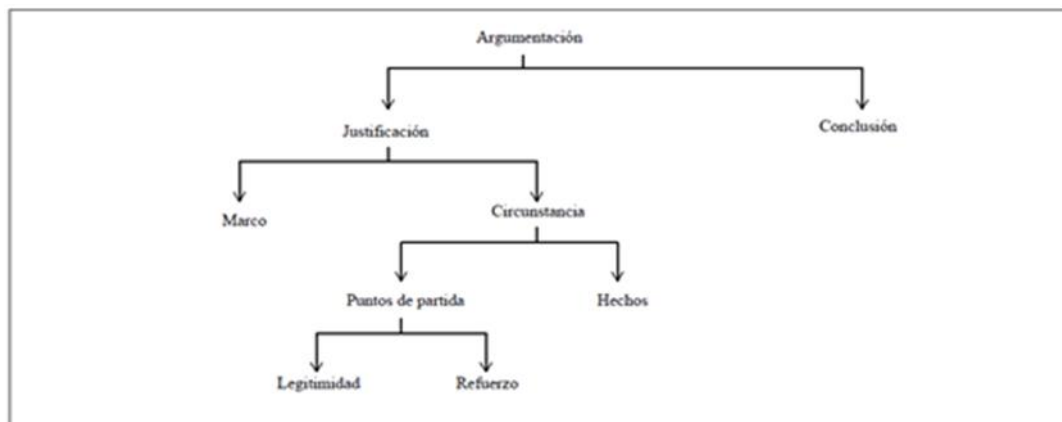 Argumentación
Justificación
Conclusión
Marco
Circunstancia
Puntos de partida
Hechos
Legitimidad
Refuerzo